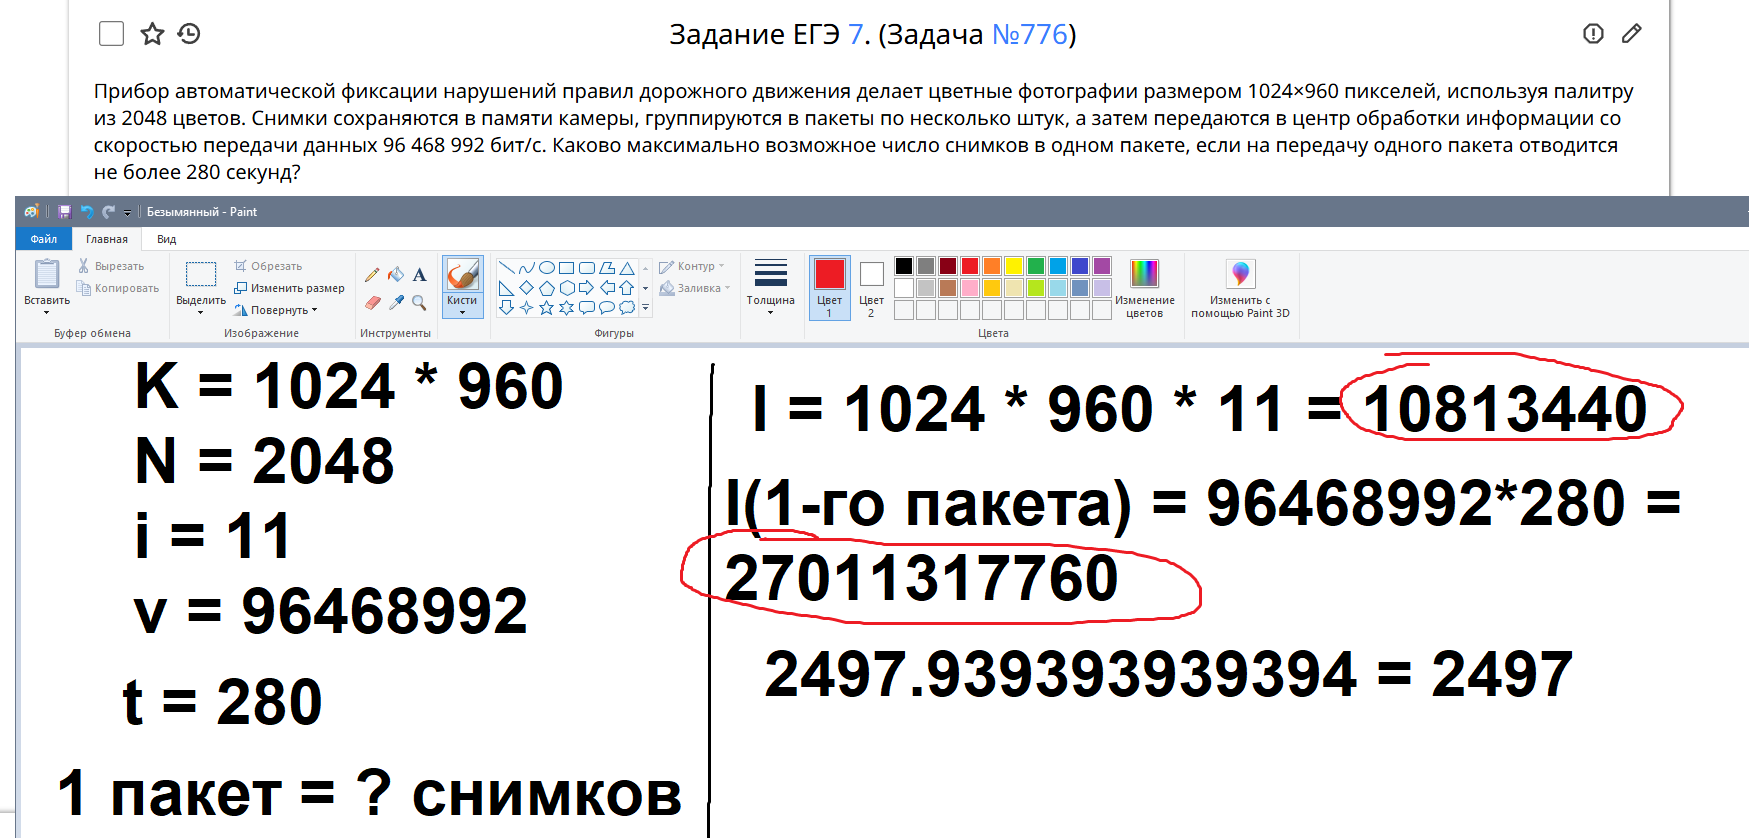 Задание ЕГЭ 7. (Задача №776)
Прибор автоматической фиксации нарушений правил дорожного движения делает цветные фотографии размером 1024×960 пикселей, используя палитру
из 2048 цветов. Снимки сохраняются в памяти камеры, группируются в пакеты по несколько штук, а затем передаются в центр обработки информации со
скоростью передачи данных 96 468 992 бит/с. Каково максимально возможное число снимков в одном пакете, если на передачу одного пакета отводится
не более 280 секунд?
Безымянный - Paint
Файл Главная Вид
Вставить
Вырезать
Копировать
Буфер обмена
Выделить
Обрезать
Изменить размер
Повернуть
Изображение
A
Инструменты
Кисти
Контур
Заливка
Фигуры
Толщина
Цвет
1
Цвет
2
Изменение
цветов
Цвета
Изменить с
помощью Paint 3D
K = 1024 * 960
N = 2048
i = 11
v = 96468992
t = 280
1 пакет = ? снимков
I = 1024 * 960 * 11 = 10813440
I(1-го пакета) = 96468992*280 =
27011317760
2497.939393939394 = 2497